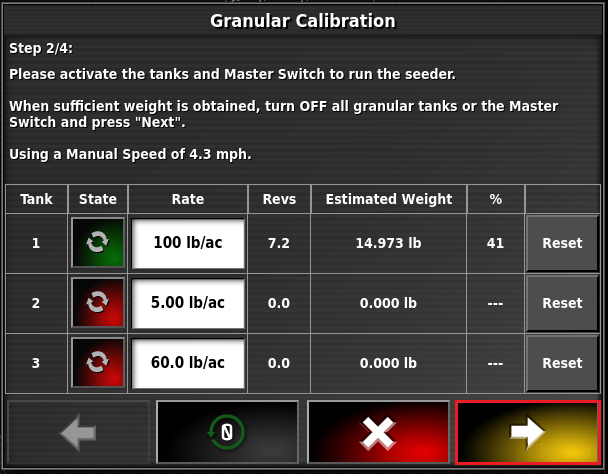 Granular Calibration
Step 2/4:
Please activate the tanks and Master Switch to run the seeder.
When sufficient weight is obtained, turn OFF all granular tanks or the Master
Switch and press "Next".
Using a Manual Speed of 4.3 mph.
Tank State Rate Revs Estimated Weight %
1 100 lb/ac 7.2 14.973 lb 41 Reset
2 5.00 lb/ac 0.0 0.000 lb --- Reset
3 60.0 lb/ac 0.0 0.000 lb --- Reset
0